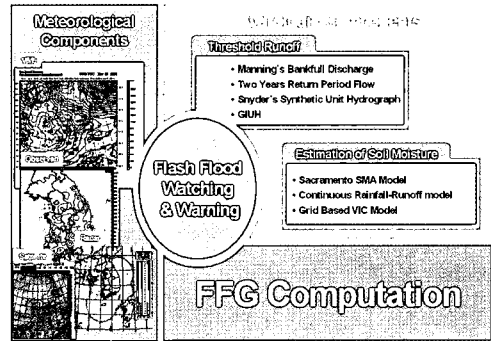 Meteorological
Components
Threshold Runoff
• Manning's Bankfull Discharge
• Two Years Return Period Flow
• Snyder's Synthetic Unit Hydrograph
• GIUH
Flash Flood
Watching
& Warning
Estimation of Soil Moisture
• Sacramento SMA Model
• Continuous Rainfall-Runoff model
• Grid Based VIC Model
FFG Computation